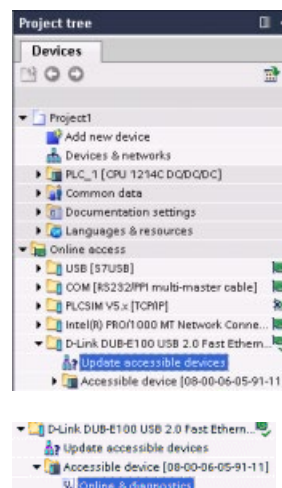 Project tree
Devices
Project1
Add new device
Devices & networks
PLC_1 [CPU 1214C DC/DC/DC]
Common data
Documentation settings
Languages & resources
Online access
USB [S7USB]
COM [RS232/PPI multi-master cable]
PLCSIM V5.x [TCP/IP]
Intel(R) PRO/1000 MT Network Conne...
D-Link DUB-E100 USB 2.0 Fast Ethern...
Update accessible devices
Accessible device [08-00-06-05-91-11
D-Link DUB-E100 USB 2.0 Fast Ethern...
Update accessible devices
Accessible device [08-00-06-05-91-11]
Online & diagnostics